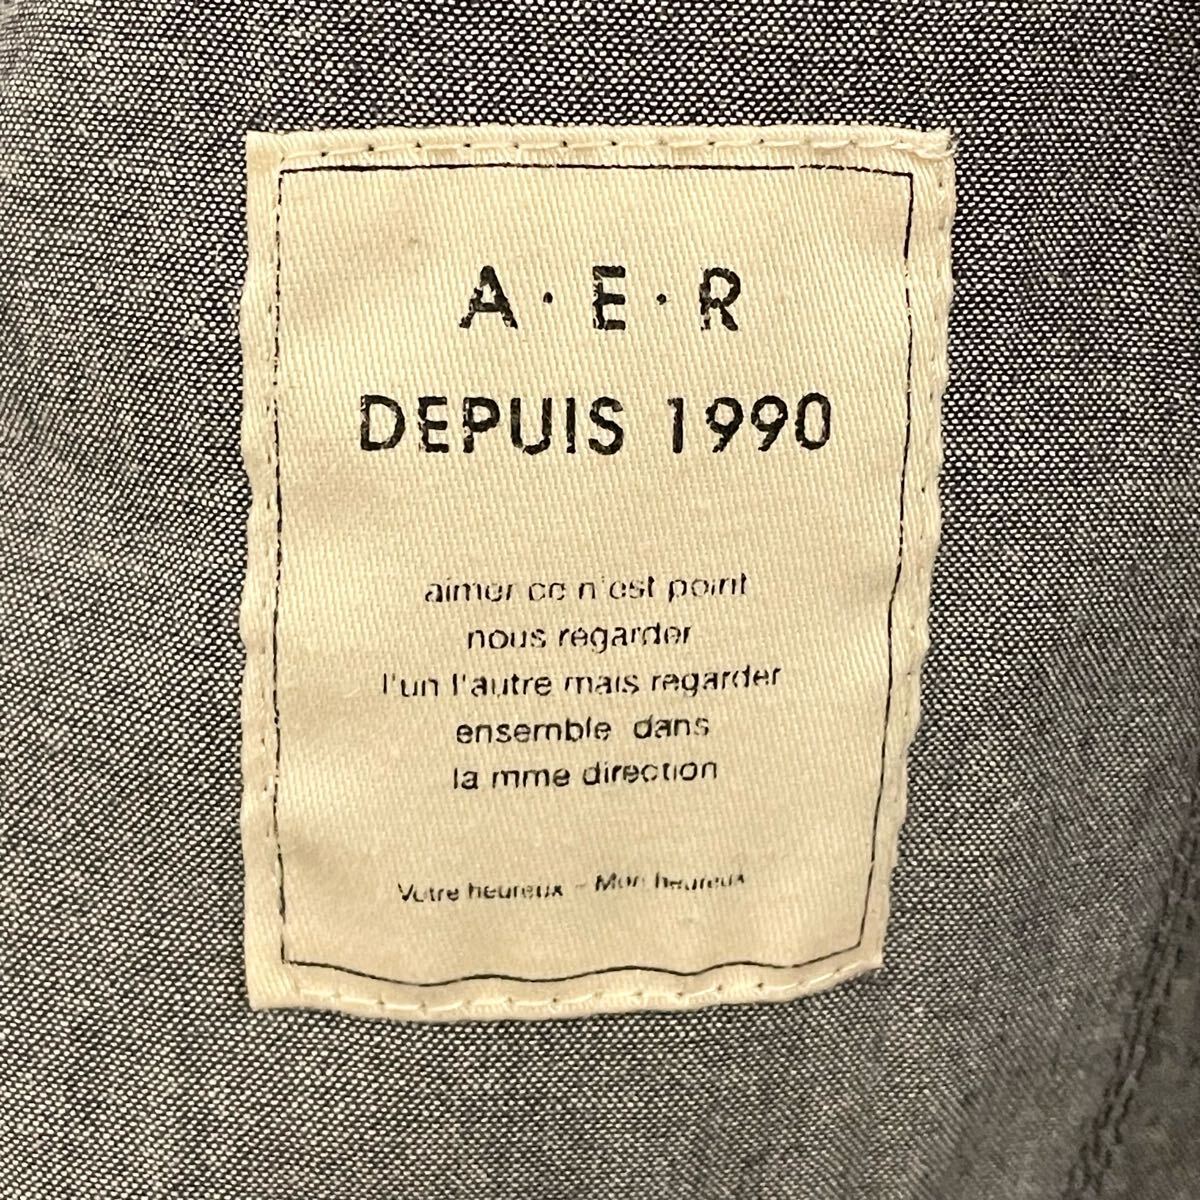 A·E·R
DEPUIS 1990
aimer ce n'est point
nous regarder
l'un l'autre mais regarder
ensemble dans
la mme direction
Votre heureux - Mon heureux